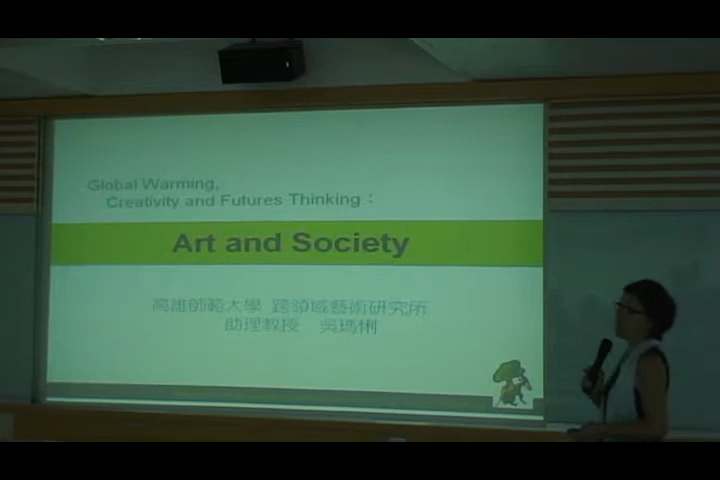 Global Warming,
Creativity and Futures Thinking：
Art and Society
高雄師範大學 跨領域藝術研究所
助理教授 吳瑪悧